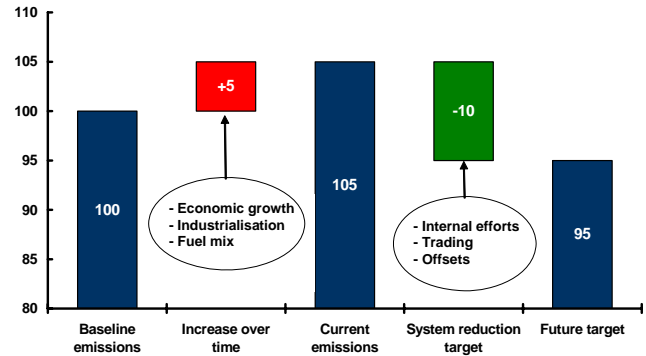 110
105
100
95
90
85
80
100
+5
105
-10
95
- Economic growth
- Industrialisation
- Fuel mix
- Internal efforts
- Trading
- Offsets
Baseline
emissions
Increase over
time
Current
emissions
System reduction
target
Future target